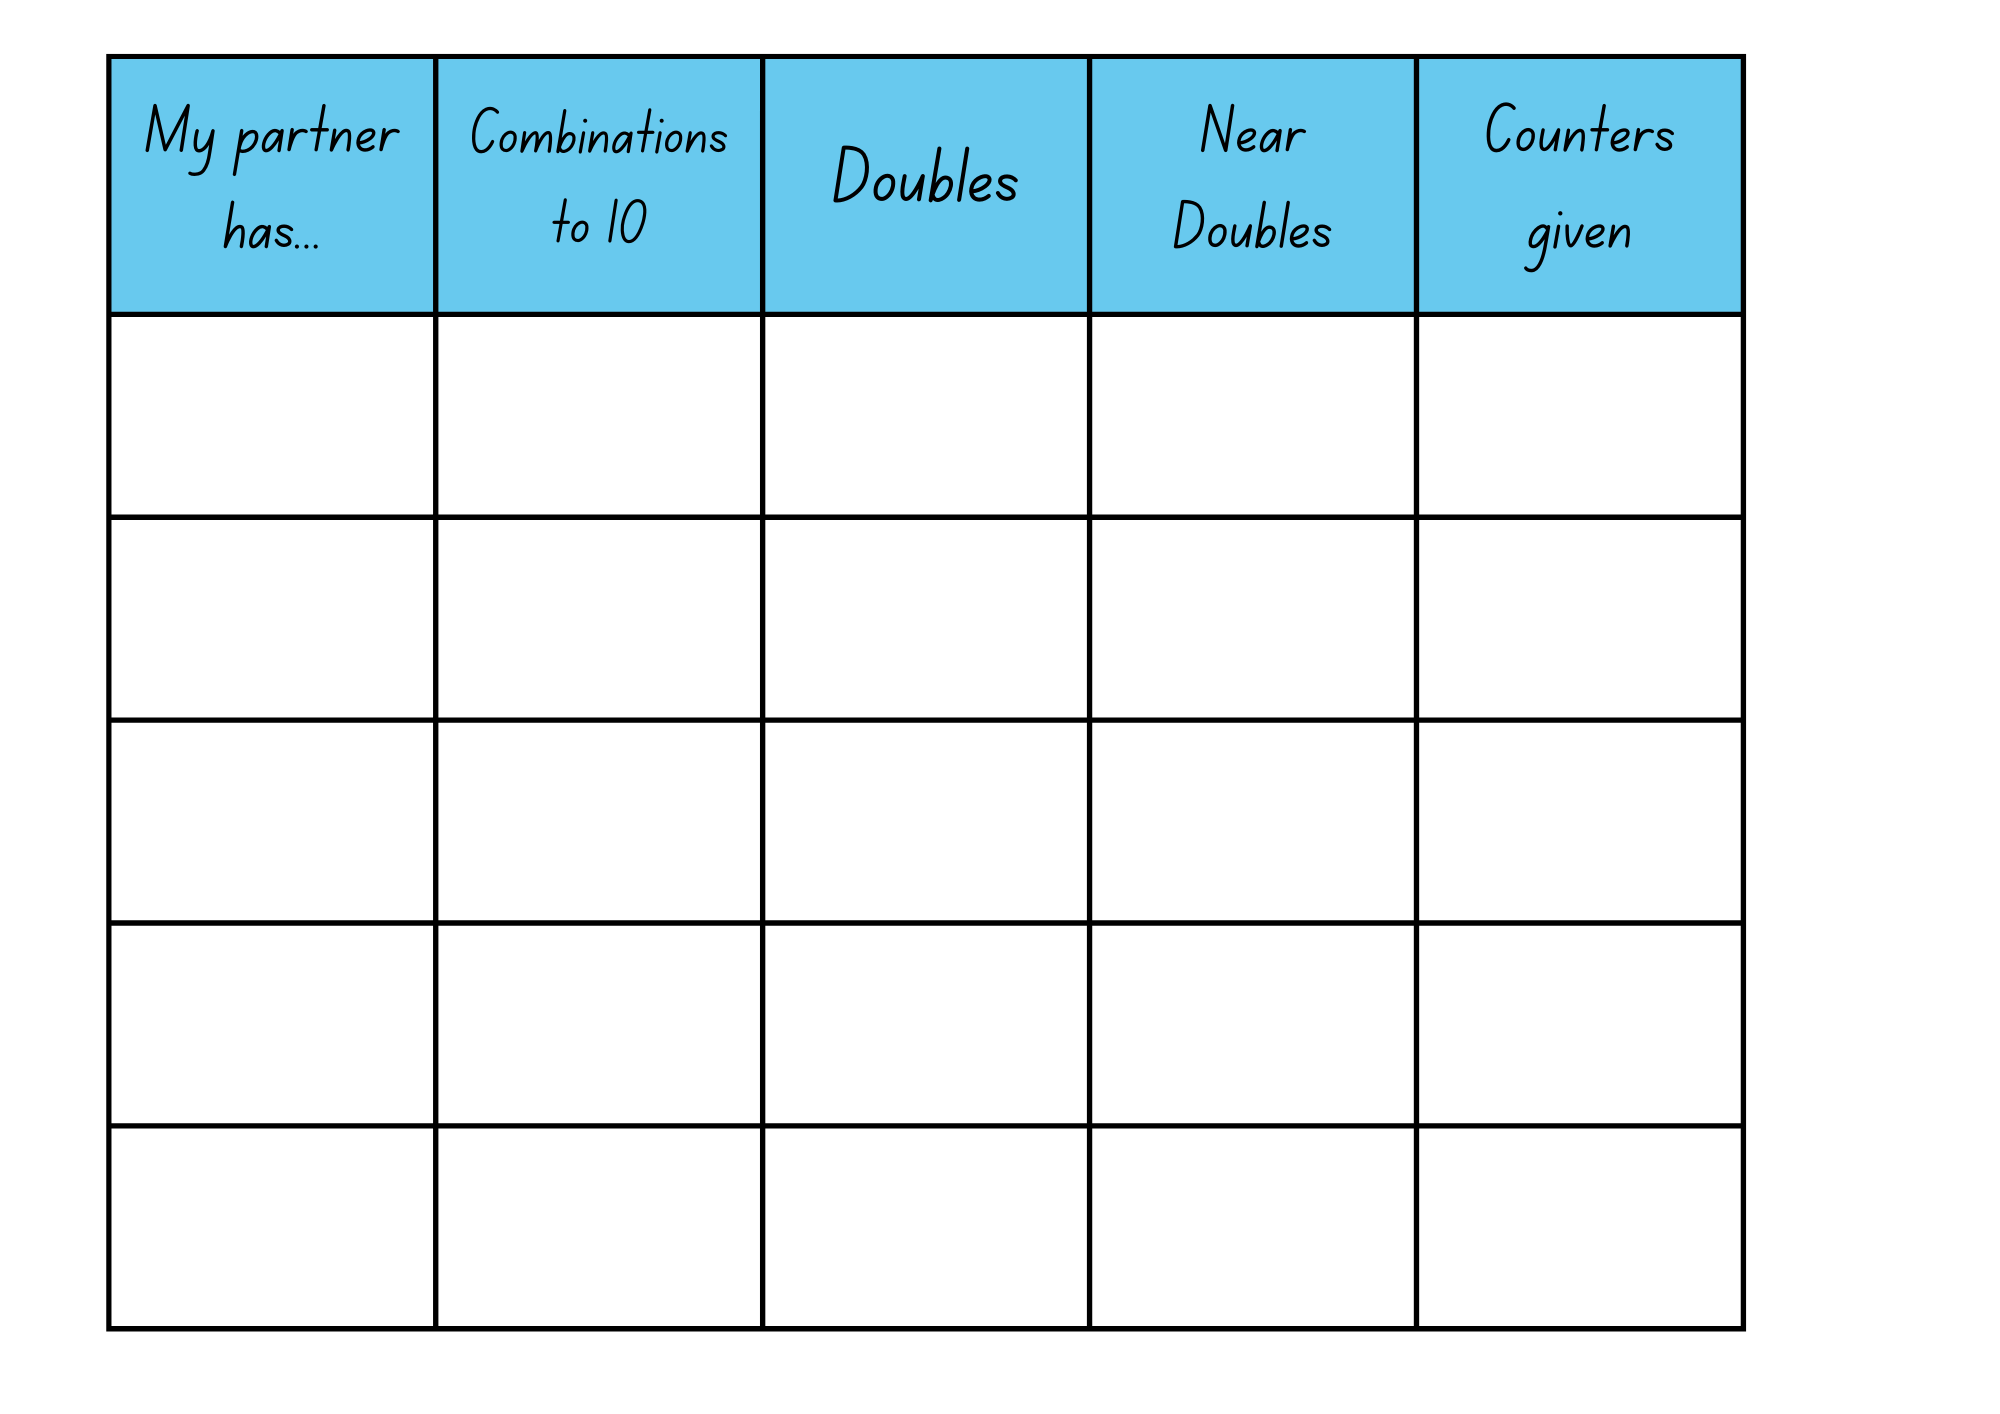 My partner
has...
Combinations
to 10
Doubles
Near
Doubles
Counters
given